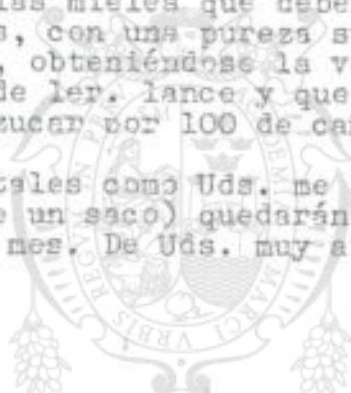 las mieles que debe
s, con una pureza s
, obteniéndose la v
de 1er. lance y que
zucar por 100 de ca
tales como Uds. me
e un saco) quedarán
mes. De Uds. muy a